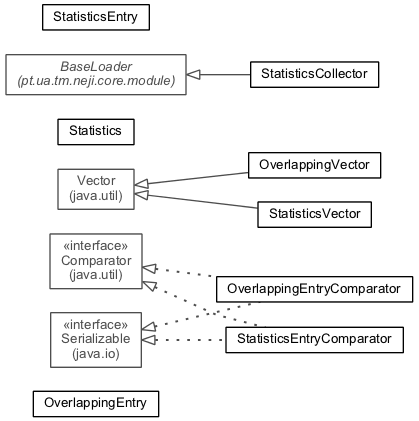 StatisticsEntry
BaseLoader
(pt.ua.tm.neji.core.module)
StatisticsCollector
Statistics
Vector
(java.util)
OverlappingVector
StatisticsVector
«interface»
Comparator
(java.util)
OverlappingEntryComparator
«interface»
Serializable
(java.io)
StatisticsEntryComparator
OverlappingEntry